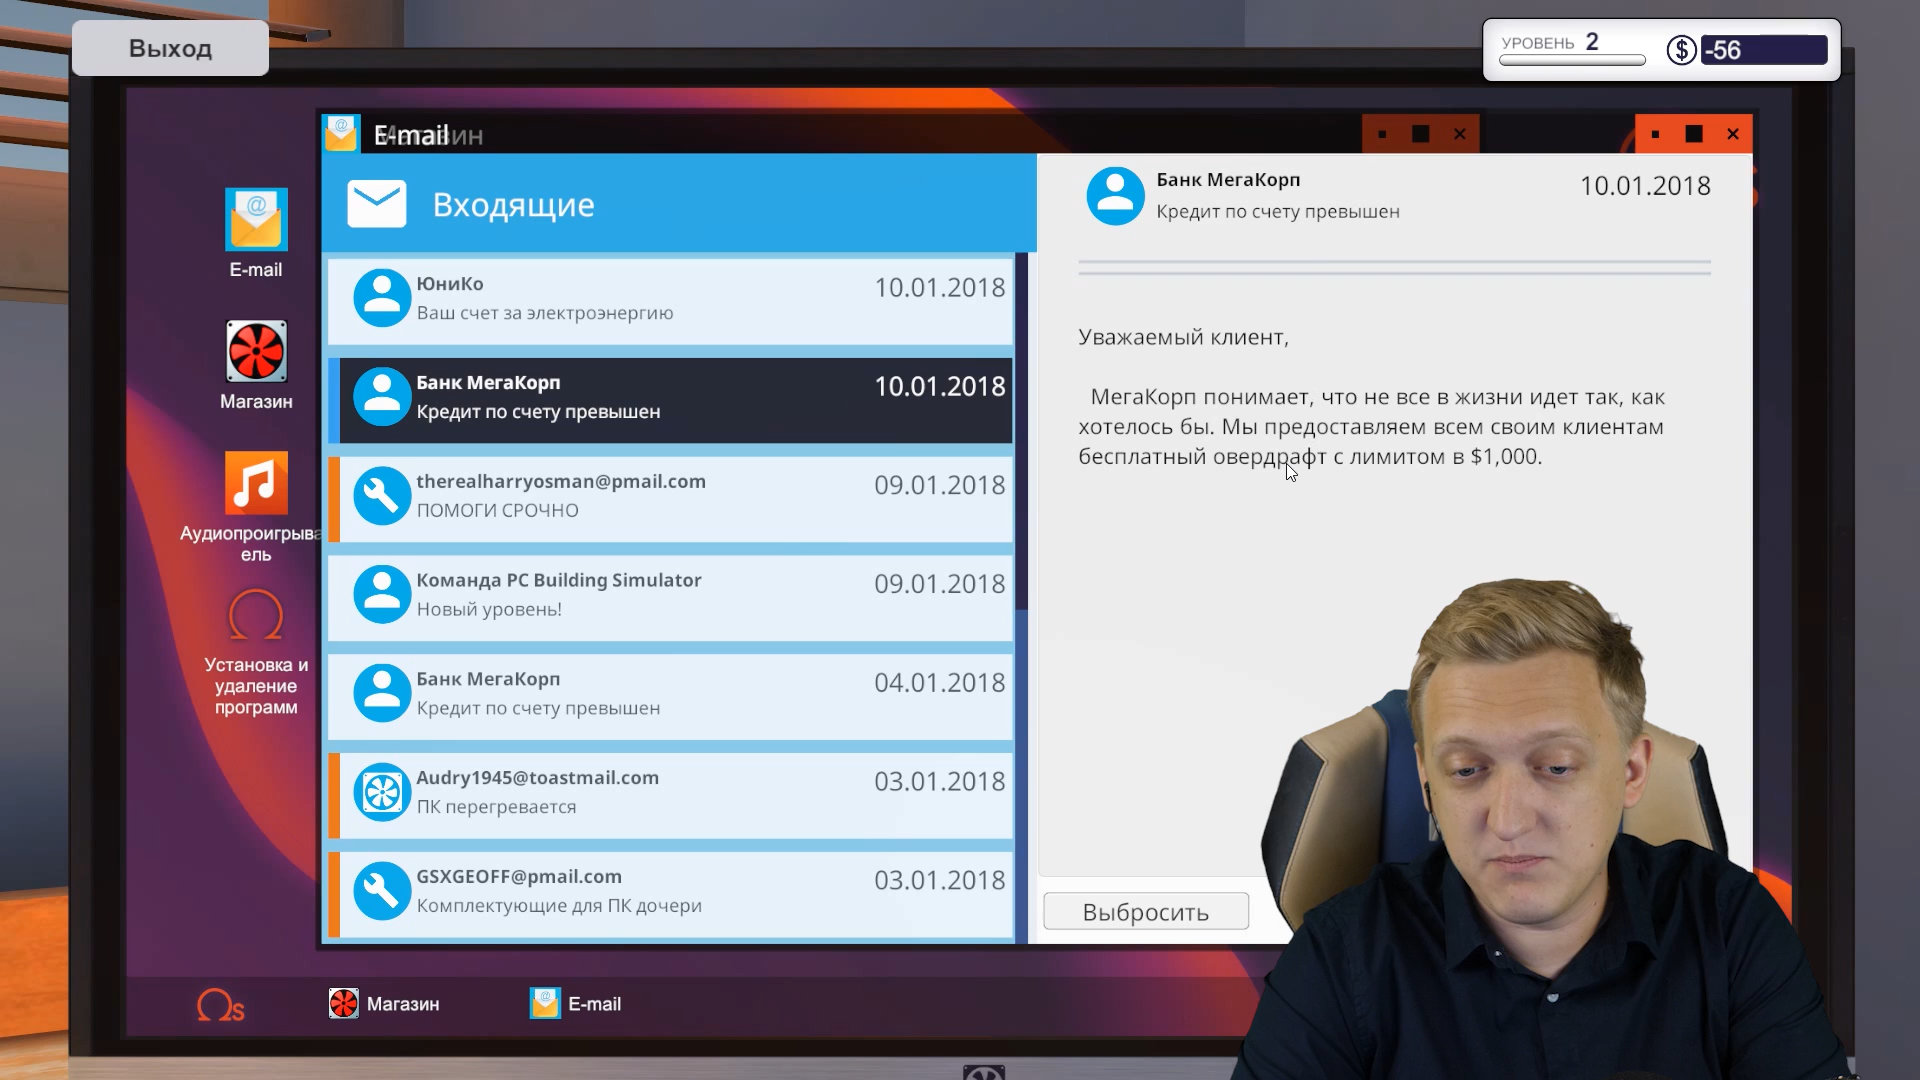 Выход
УРОВЕНЬ 2
$ -56
E-mail
E-mail
Магазин
Аудиопроигрыва
ель
Установка и
удаление
программ
Входящие
ЮниКо
10.01.2018
Ваш счет за электроэнергию
Банк МегаКорп
10.01.2018
Кредит по счету превышен
therealharryosman@pmail.com
09.01.2018
ПОМОГИ СРОЧНО
Команда PC Building Simulator
09.01.2018
Новый уровень!
Банк МегаКорп
04.01.2018
Кредит по счету превышен
Audry1945@toastmail.com
03.01.2018
ПК перегревается
GSXGEOFF@pmail.com
03.01.2018
Комплектующие для ПК дочери
Банк МегаКорп
10.01.2018
Кредит по счету превышен
Уважаемый клиент,
МегаКорп понимает, что не все в жизни идет так, как
хотелось бы. Мы предоставляем всем своим клиентам
бесплатный овердрафт с лимитом в $1,000.
Выбросить
Ωs
Магазин
E-mail